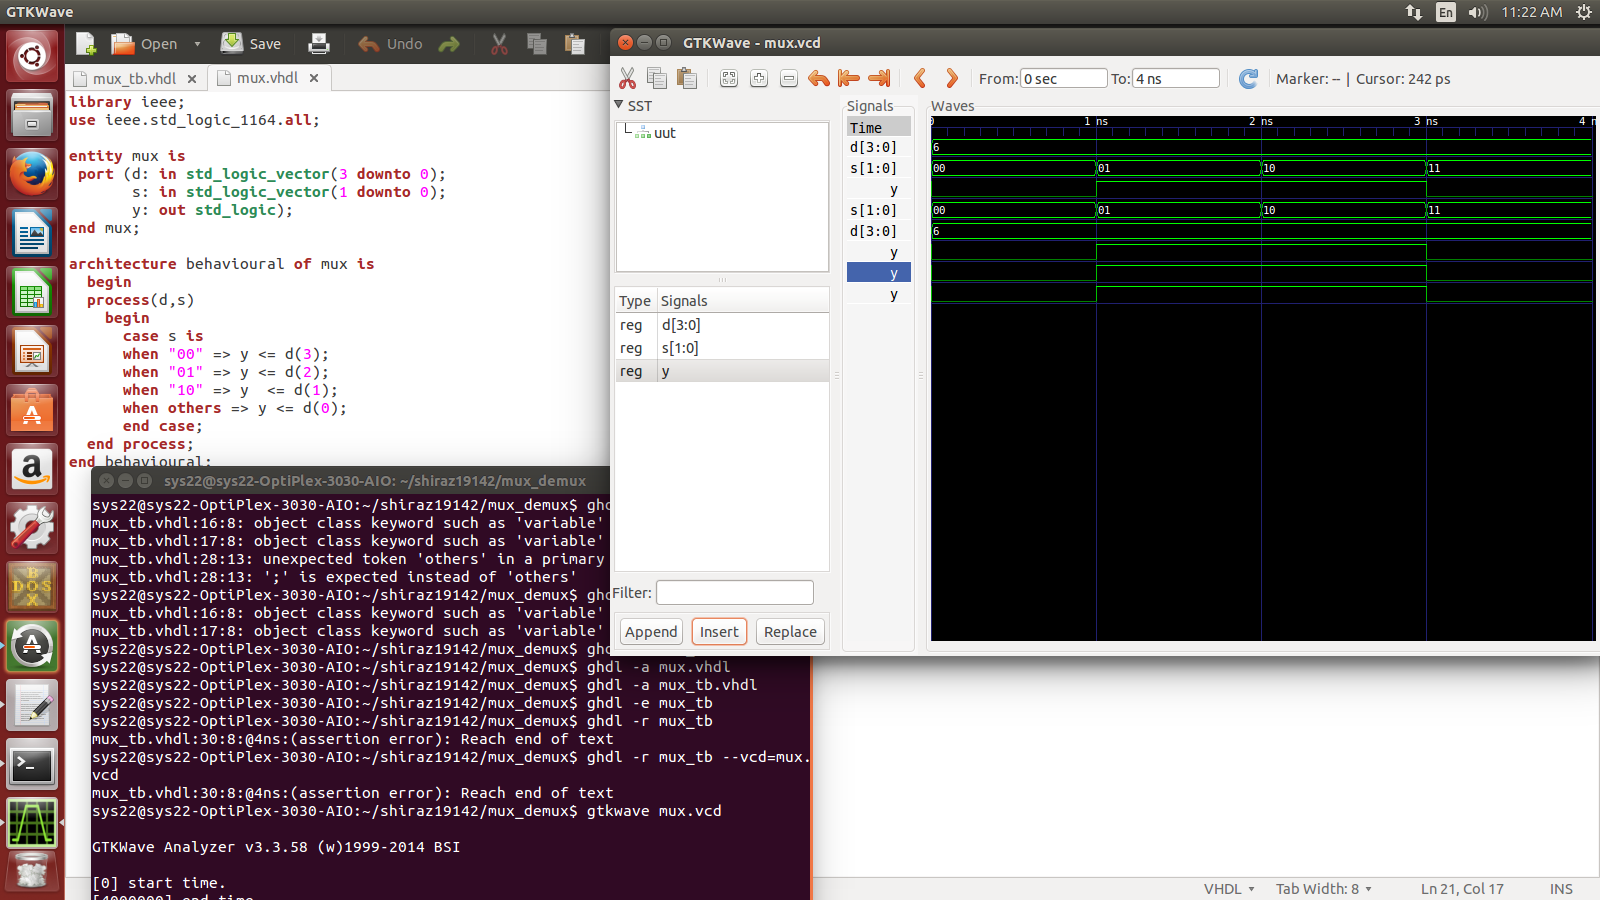 GTKWave
En
11:22 AM
Open
Save
Undo
mux_tb.vhdl
mux.vhdl
library ieee;
use ieee.std_logic_1164.all;
entity mux is
port (d: in std_logic_vector(3 downto 0);
s: in std_logic_vector(1 downto 0);
y: out std_logic);
end mux;
architecture behavioural of mux is
begin
process(d,s)
begin
case s is
when "00" => y <= d(3);
when "01" => y <= d(2);
when "10" => y  <= d(1);
when others => y <= d(0);
end case;
end process;
end behavioural;
GTKWave - mux.vcd
From: 0 sec To: 4 ns
Marker: -- | Cursor: 242 ps
SST
uut
Type Signals
reg d[3:0]
reg s[1:0]
reg y
Filter:
Append Insert Replace
Signals
Time
d[3:0]
s[1:0]
y
s[1:0]
d[3:0]
y
y
y
Waves
0 1 ns 2 ns 3 ns 4 n
6
00 01 10 11
00 01 10 11
6
sys22@sys22-OptiPlex-3030-AIO: ~/shiraz19142/mux_demux
sys22@sys22-OptiPlex-3030-AIO:~/shiraz19142/mux_demux$ ghd
mux_tb.vhdl:16:8: object class keyword such as 'variable'
mux_tb.vhdl:17:8: object class keyword such as 'variable'
mux_tb.vhdl:28:13: unexpected token 'others' in a primary
mux_tb.vhdl:28:13: ';' is expected instead of 'others'
sys22@sys22-OptiPlex-3030-AIO:~/shiraz19142/mux_demux$ ghd
mux_tb.vhdl:16:8: object class keyword such as 'variable'
mux_tb.vhdl:17:8: object class keyword such as 'variable'
sys22@sys22-OptiPlex-3030-AIO:~/shiraz19142/mux_demux$ ghd
sys22@sys22-OptiPlex-3030-AIO:~/shiraz19142/mux_demux$ ghdl -a mux.vhdl
sys22@sys22-OptiPlex-3030-AIO:~/shiraz19142/mux_demux$ ghdl -a mux_tb.vhdl
sys22@sys22-OptiPlex-3030-AIO:~/shiraz19142/mux_demux$ ghdl -e mux_tb
sys22@sys22-OptiPlex-3030-AIO:~/shiraz19142/mux_demux$ ghdl -r mux_tb
mux_tb.vhdl:30:8:@4ns:(assertion error): Reach end of text
sys22@sys22-OptiPlex-3030-AIO:~/shiraz19142/mux_demux$ ghdl -r mux_tb --vcd=mux.
vcd
mux_tb.vhdl:30:8:@4ns:(assertion error): Reach end of text
sys22@sys22-OptiPlex-3030-AIO:~/shiraz19142/mux_demux$ gtkwave mux.vcd
GTKWave Analyzer v3.3.58 (w)1999-2014 BSI
[0] start time.
[4000000] end time
VHDL Tab Width: 8 Ln 21, Col 17 INS